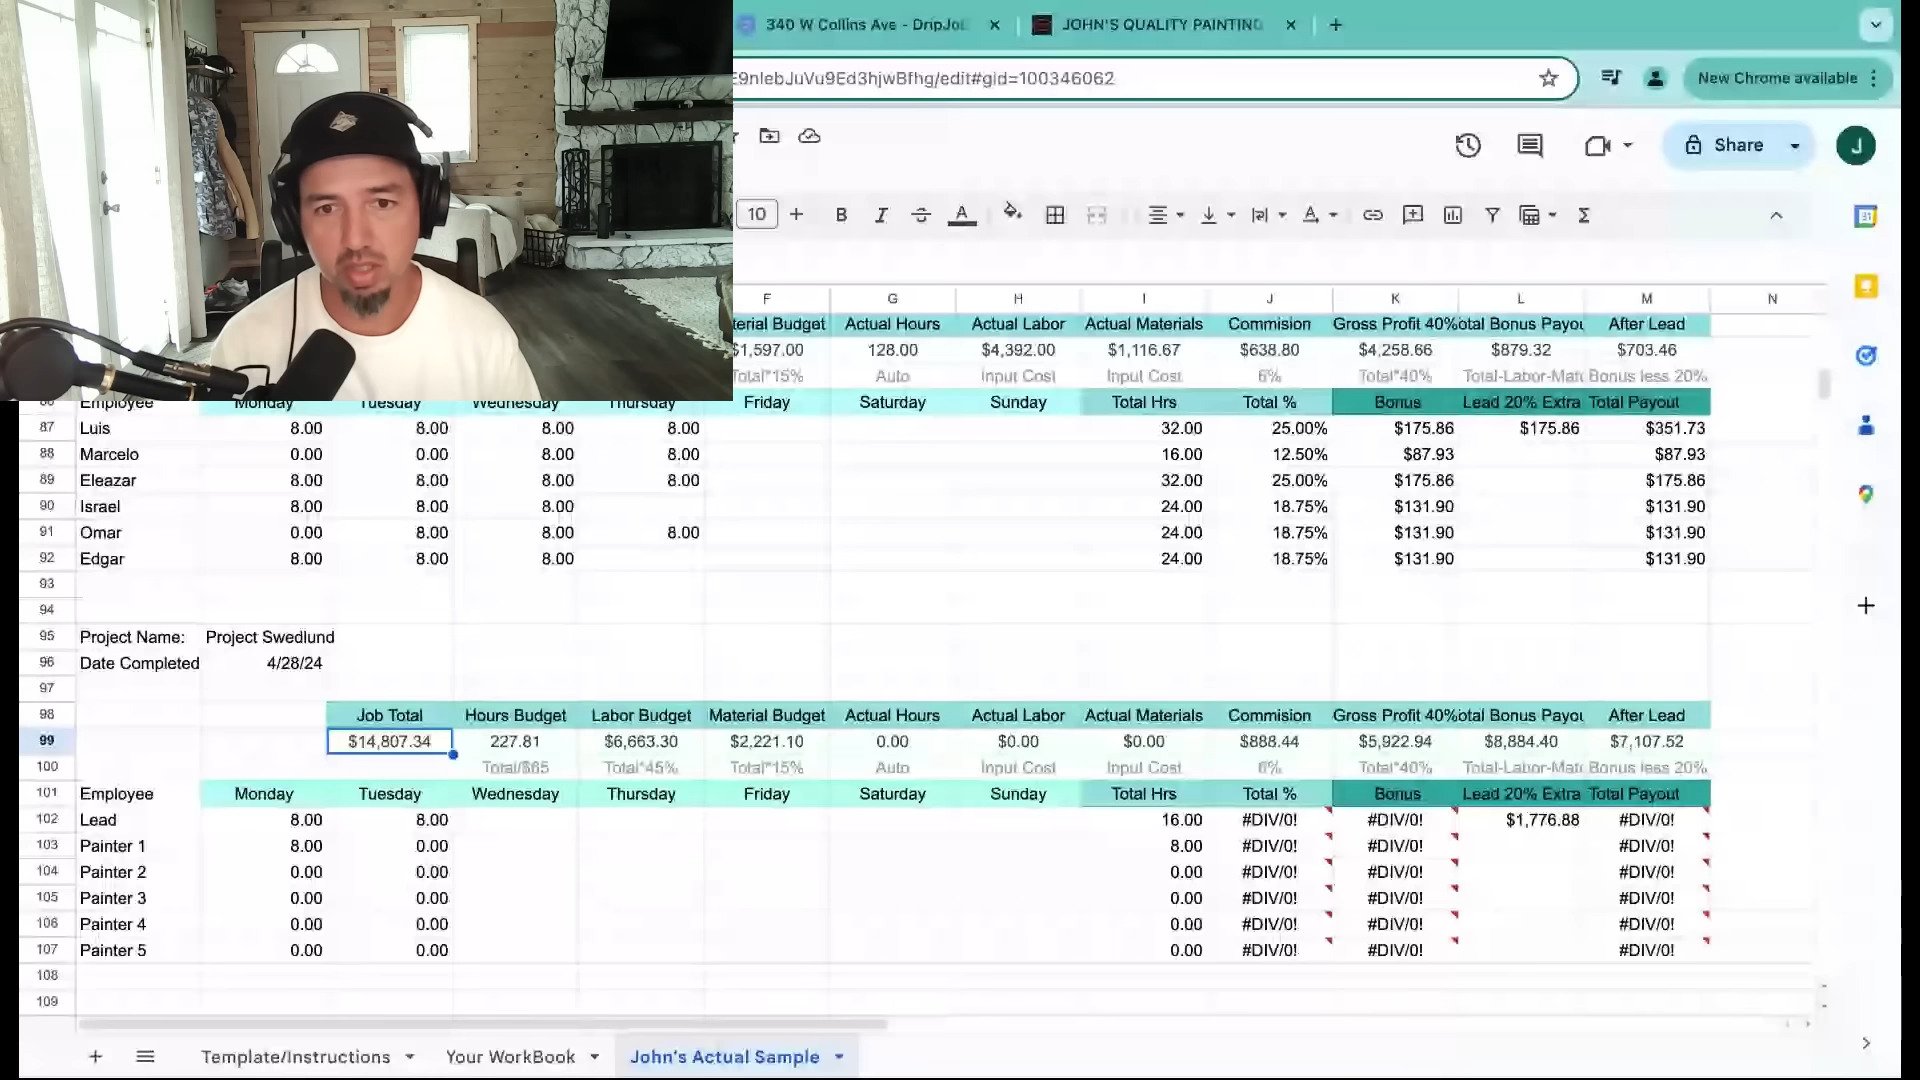 340 W Collins Ave - DripJo
JOHN'S QUALITY PAINTING
E9nIebJuVu9Ed3hjwBfhg/edit#gid=100346062
New Chrome available
Share
J
10
B I A A
31
F G H I J K L M N
terial Budget Actual Hours Actual Labor Actual Materials Commision Gross Profit 40% otal Bonus Payou After Lead
$1,597.00 128.00 $4,392.00 $1,116.67 $638.80 $4,258.66 $879.32 $703.46
Total*15% Auto Input Cost Input Cost 6% Total*40% Total-Labor-Mate Bonus less 20%
86 Employee Monday Tuesday Wednesday Thursday Friday Saturday Sunday Total Hrs Total % Bonus Lead 20% Extra Total Payout
87 Luis 8.00 8.00 8.00 8.00 32.00 25.00% $175.86 $175.86 $351.73
88 Marcelo 0.00 0.00 8.00 8.00 16.00 12.50% $87.93 $87.93
89 Eleazar 8.00 8.00 8.00 8.00 32.00 25.00% $175.86 $175.86
90 Israel 8.00 8.00 8.00 24.00 18.75% $131.90 $131.90
91 Omar 0.00 8.00 8.00 8.00 24.00 18.75% $131.90 $131.90
92 Edgar 8.00 8.00 8.00 24.00 18.75% $131.90 $131.90
93
94
95 Project Name: Project Swedlund
96 Date Completed 4/28/24
97
98 Job Total Hours Budget Labor Budget Material Budget Actual Hours Actual Labor Actual Materials Commision Gross Profit 40% otal Bonus Payou After Lead
99 $14,807.34 227.81 $6,663.30 $2,221.10 0.00 $0.00 $0.00 $888.44 $5,922.94 $8,884.40 $7,107.52
100 Total/$65 Total*45% Total*15% Auto Input Cost Input Cost 6% Total*40% Total-Labor-Mate Bonus less 20%
101 Employee Monday Tuesday Wednesday Thursday Friday Saturday Sunday Total Hrs Total % Bonus Lead 20% Extra Total Payout
102 Lead 8.00 8.00 16.00 #DIV/0! #DIV/0! $1,776.88 #DIV/0!
103 Painter 1 8.00 0.00 8.00 #DIV/0! #DIV/0! #DIV/0!
104 Painter 2 0.00 0.00 0.00 #DIV/0! #DIV/0! #DIV/0!
105 Painter 3 0.00 0.00 0.00 #DIV/0! #DIV/0! #DIV/0!
106 Painter 4 0.00 0.00 0.00 #DIV/0! #DIV/0! #DIV/0!
107 Painter 5 0.00 0.00 0.00 #DIV/0! #DIV/0! #DIV/0!
108
109
Template/Instructions Your WorkBook John's Actual Sample